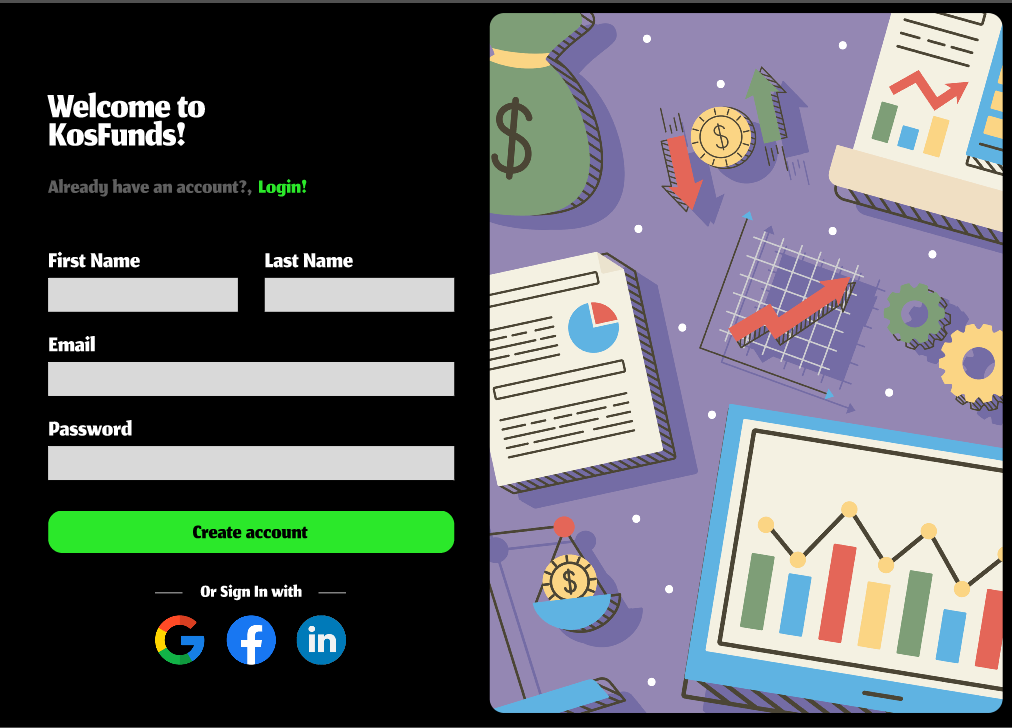 Welcome to
KosFunds!
Already have an account?, Login!
First Name
Last Name
Email
Password
Create account
Or Sign In with
G
f
in
$
$
$